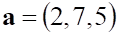 a = (2,7,5)